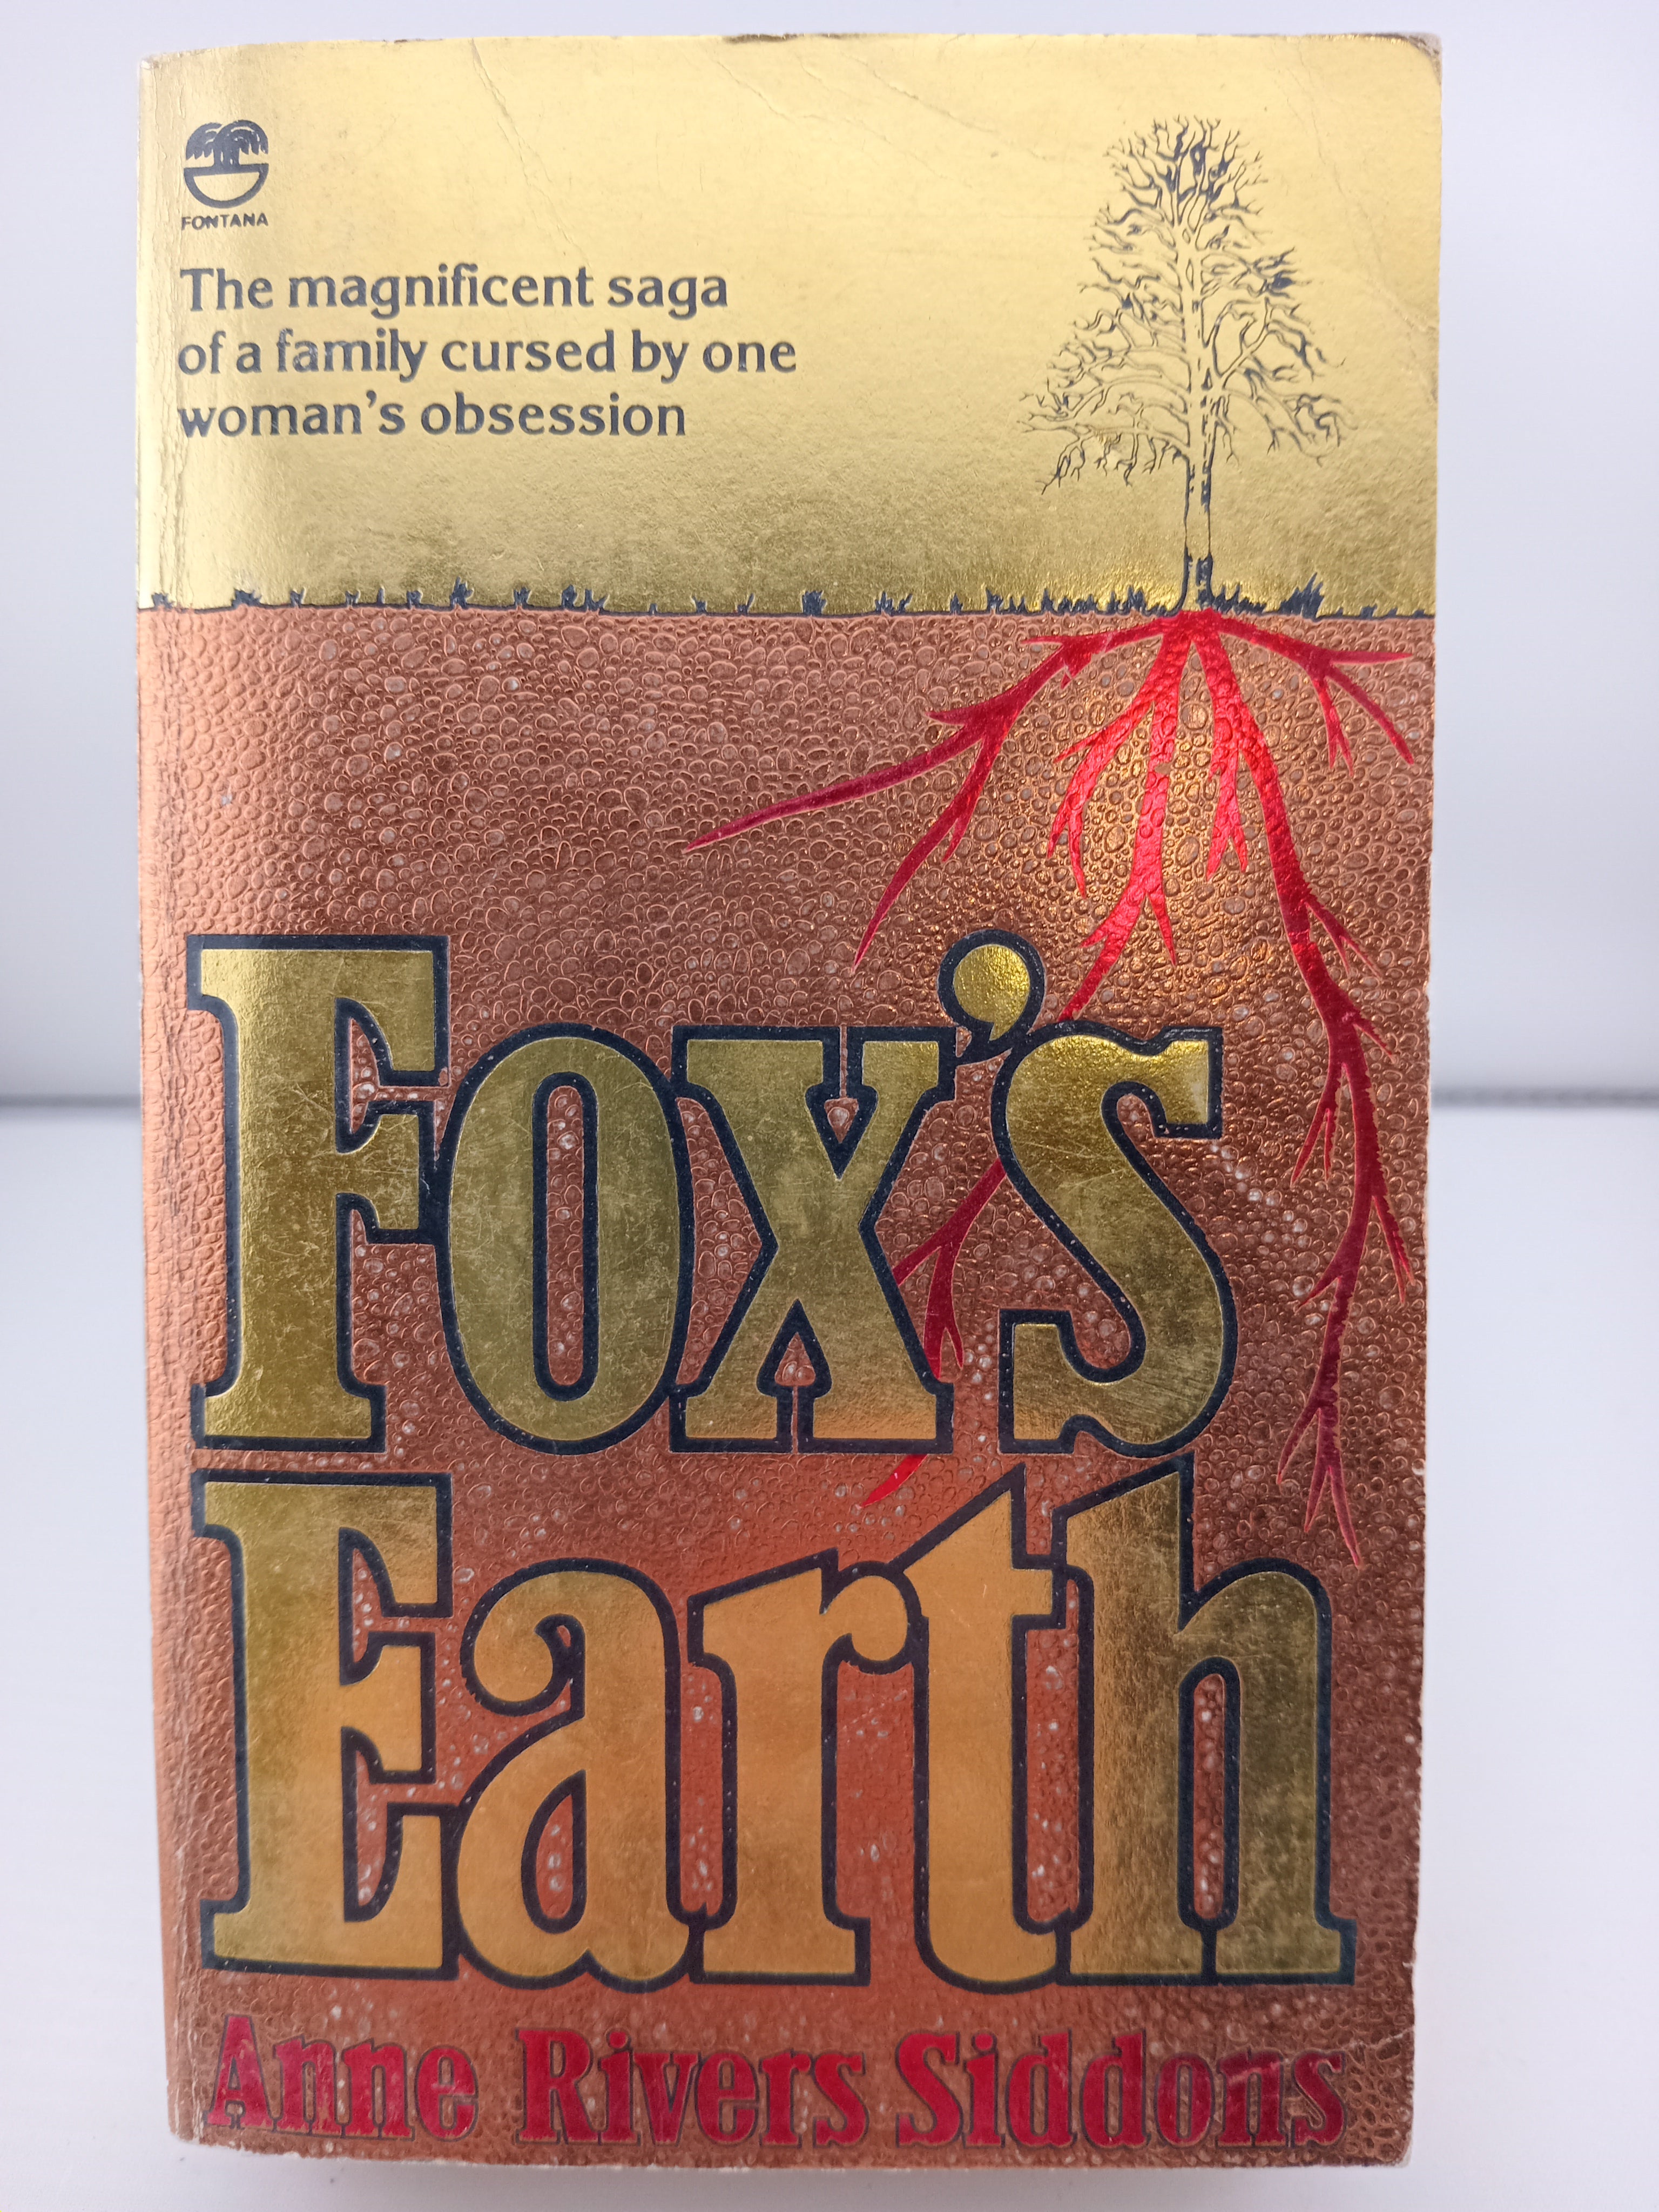 FONTANA
The magnificent saga
of a family cursed by one
woman's obsession
Fox's
Earth
Anne Rivers Siddons